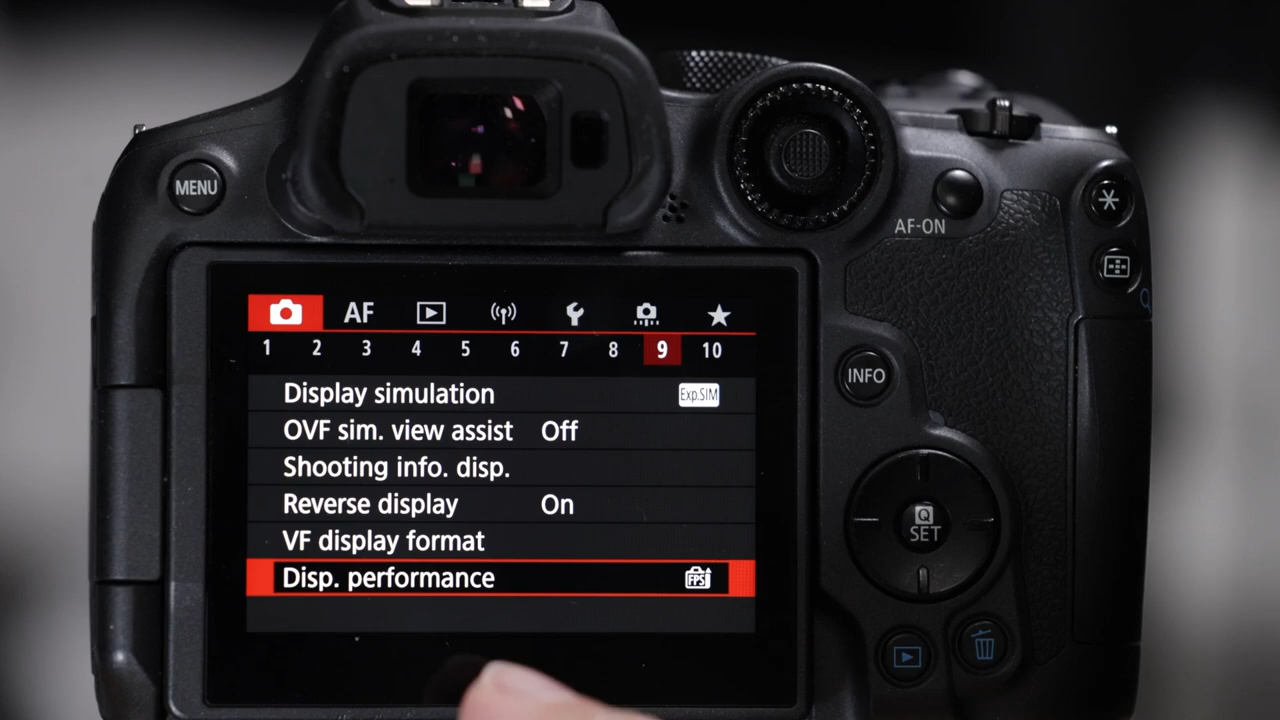 MENU
AF-ON
AF
1 2 3 4 5 6 7 8 9 10
Display simulation Exp.SIM
OVF sim. view assist Off
Shooting info. disp.
Reverse display On
VF display format
Disp. performance FPS
INFO
Q
SET